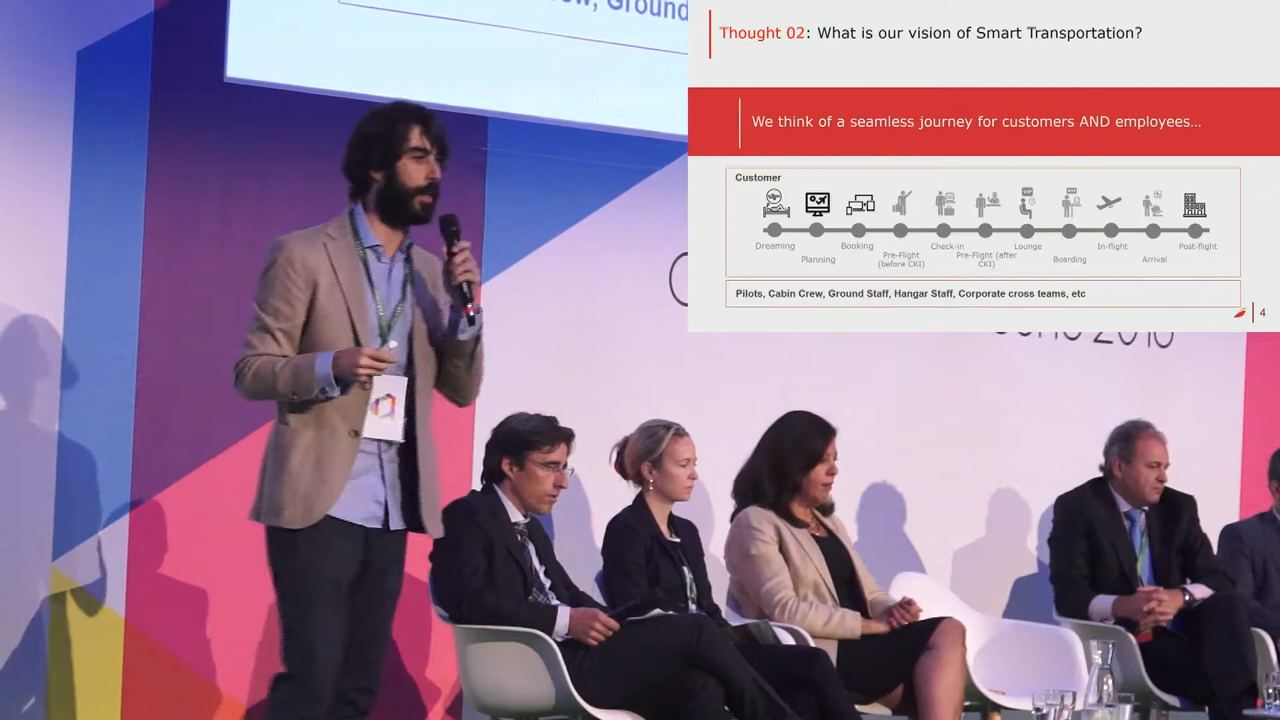 Ground
Thought 02: What is our vision of Smart Transportation?
We think of a seamless journey for customers AND employees...
Customer
VIP
Dreaming
Planning
Booking
Pre-Flight
(before CKI)
Check-in
Pre-Flight (after
CKI)
Lounge
Boarding
In-flight
Arrival
Post-flight
Pilots, Cabin Crew, Ground Staff, Hangar Staff, Corporate cross teams, etc
4
2016